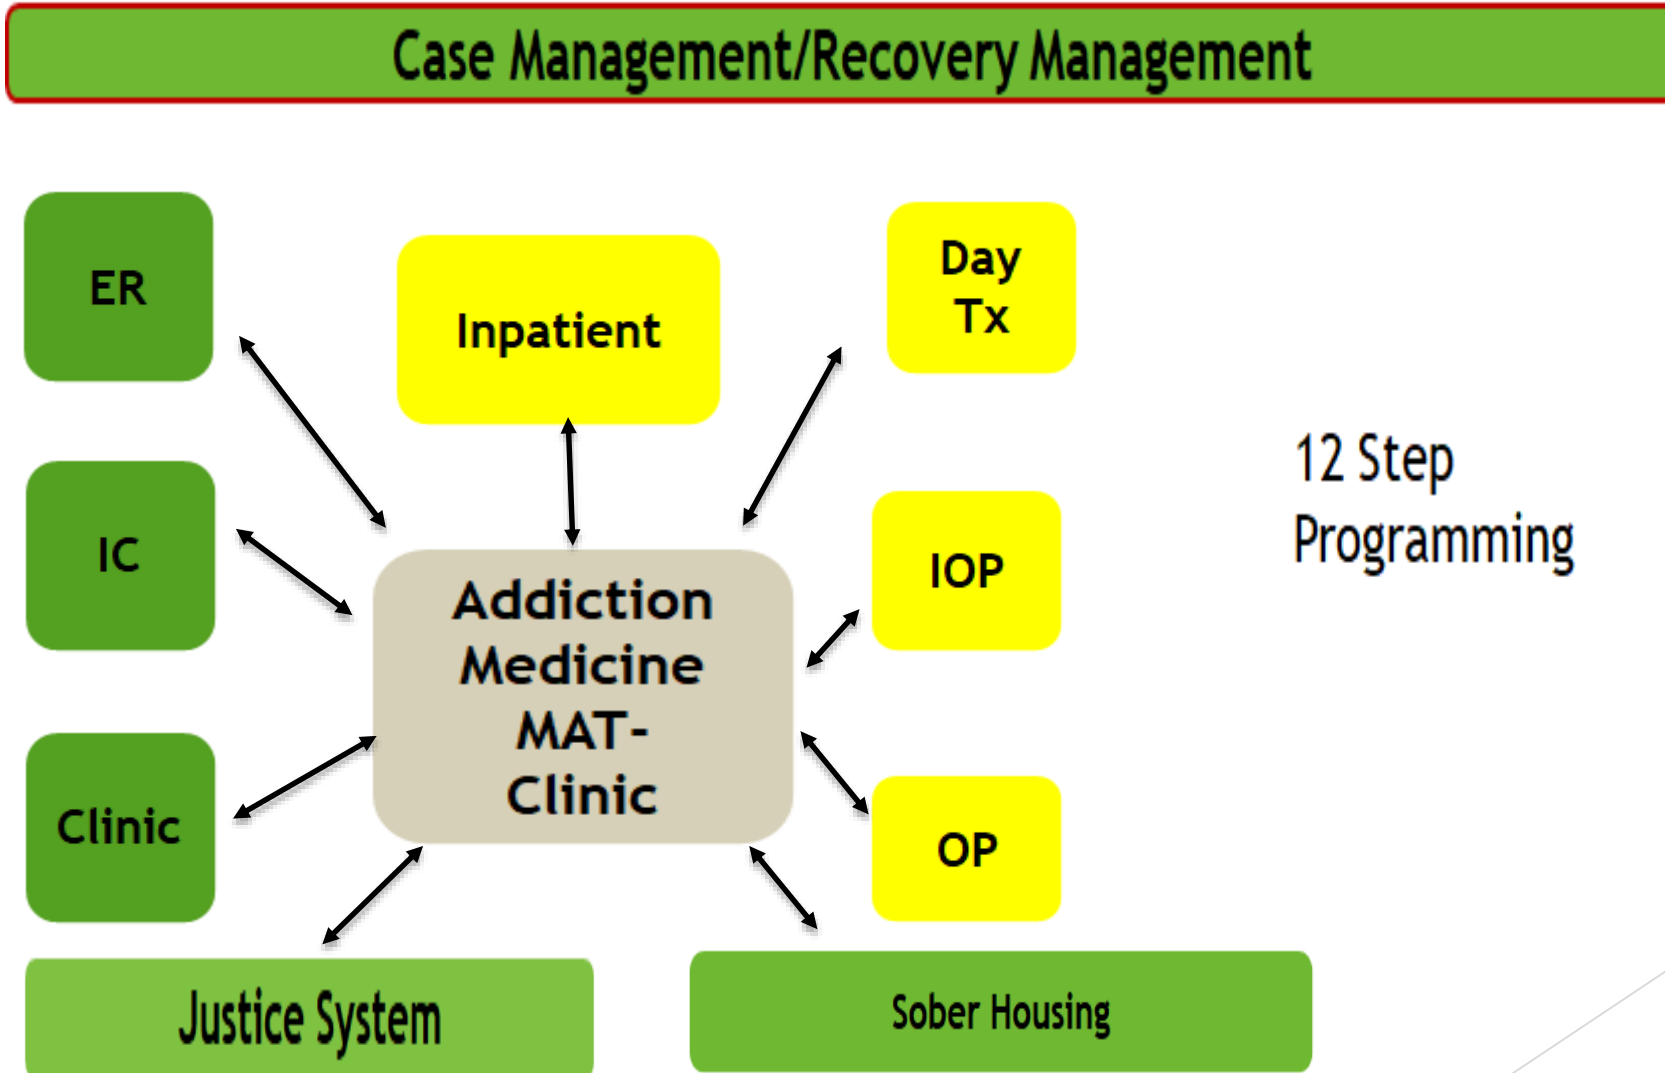 Case Management/Recovery Management
ER
Inpatient
Day
Tx
12 Step
Programming
IC
IOP
Addiction
Medicine
MAT-
Clinic
Clinic
OP
Justice System
Sober Housing